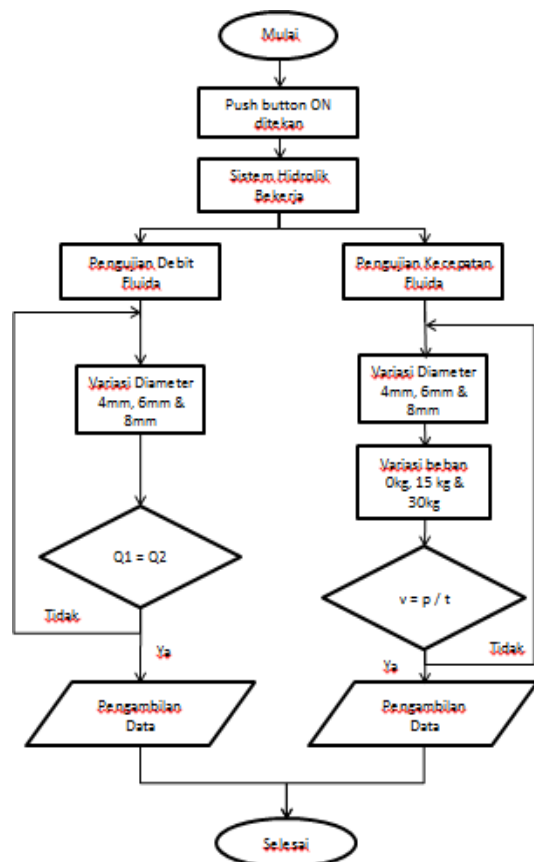 Mulai
Push button ON
ditekan
Sistem Hidrolik
Bekerja
Pengujian Debit
Fluida
Pengujian Kecepatan
Fluida
Variasi Diameter
4mm, 6mm &
8mm
Variasi Diameter
4mm, 6mm &
8mm
Variasi beban
0kg, 15 kg &
30kg
Q1 = Q2
v = p / t
Tidak
Ya
Tidak
Ya
Pengambilan
Data
Pengambilan
Data
Selesai